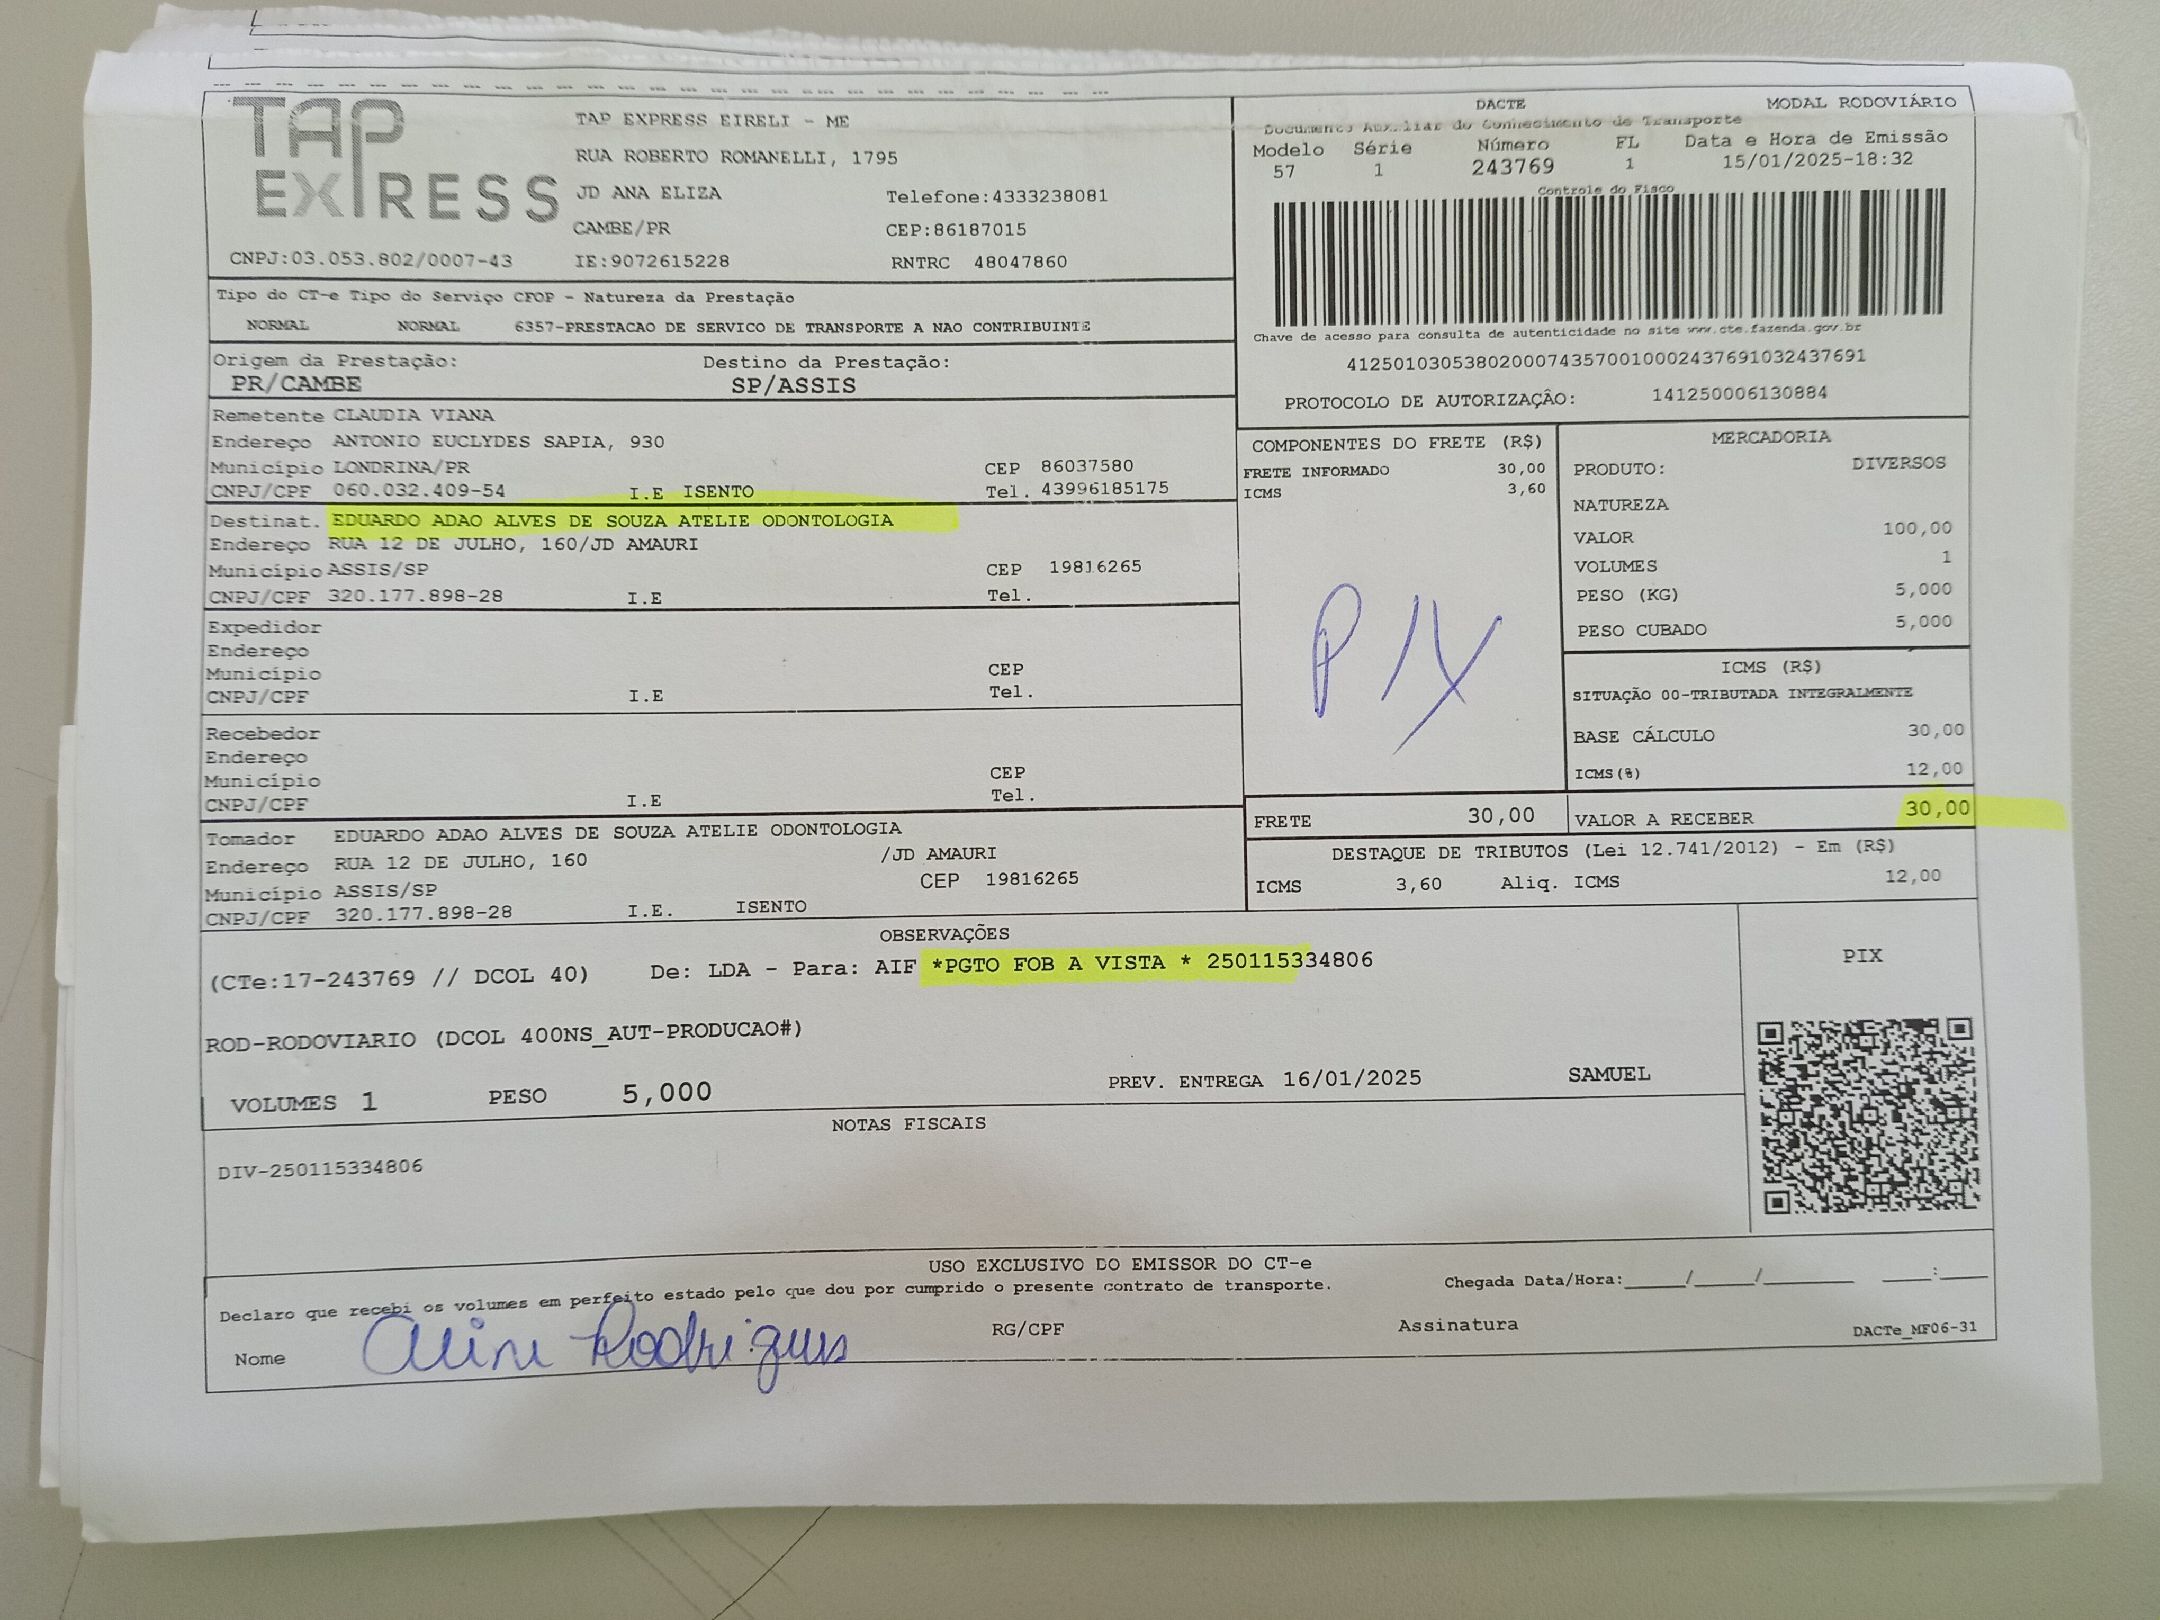 TAP EXPRESS
TAP EXPRESS EIRELI - ME
RUA ROBERTO ROMANELLI, 1795
JD ANA ELIZA Telefone:4333238081
CAMBE/PR CEP:86187015
CNPJ:03.053.802/0007-43 IE:9072615228 RNTRC 48047860
DACTE MODAL RODOVIÁRIO
Documento Auxiliar do Conhecimento de Transporte
Modelo Série Número FL Data e Hora de Emissão
57 1 243769 1 15/01/2025-18:32
Controle do Fisco
Chave de acesso para consulta de autenticidade no site www.cte.fazenda.gov.br
41250103053802000743570010002437691032437691
PROTOCOLO DE AUTORIZAÇÃO: 141250006130884
Tipo do CT-e Tipo do Serviço CFOP - Natureza da Prestação
NORMAL NORMAL 6357-PRESTACAO DE SERVICO DE TRANSPORTE A NAO CONTRIBUINTE
Origem da Prestação: Destino da Prestação:
PR/CAMBE SP/ASSIS
Remetente CLAUDIA VIANA
Endereço ANTONIO EUCLYDES SAPIA, 930
Município LONDRINA/PR CEP 86037580
CNPJ/CPF 060.032.409-54 I.E ISENTO Tel. 43996185175
Destinat. EDUARDO ADAO ALVES DE SOUZA ATELIE ODONTOLOGIA
Endereço RUA 12 DE JULHO, 160/JD AMAURI
Município ASSIS/SP CEP 19816265
CNPJ/CPF 320.177.898-28 I.E Tel.
Expedidor
Endereço
Município CEP
CNPJ/CPF I.E Tel.
Recebedor
Endereço
Município CEP
CNPJ/CPF I.E Tel.
Tomador EDUARDO ADAO ALVES DE SOUZA ATELIE ODONTOLOGIA
Endereço RUA 12 DE JULHO, 160 /JD AMAURI
Município ASSIS/SP CEP 19816265
CNPJ/CPF 320.177.898-28 I.E. ISENTO
COMPONENTES DO FRETE (R$)
FRETE INFORMADO 30,00
ICMS 3,60
PIX
MERCADORIA
PRODUTO: DIVERSOS
NATUREZA
VALOR 100,00
VOLUMES 1
PESO (KG) 5,000
PESO CUBADO 5,000
ICMS (R$)
SITUAÇÃO 00-TRIBUTADA INTEGRALMENTE
BASE CÁLCULO 30,00
ICMS(%) 12,00
FRETE 30,00 VALOR A RECEBER 30,00
DESTAQUE DE TRIBUTOS (Lei 12.741/2012) - Em (R$)
ICMS 3,60 Aliq. ICMS 12,00
OBSERVAÇÕES
(CTe:17-243769 // DCOL 40) De: LDA - Para: AIF *PGTO FOB A VISTA * 250115334806
ROD-RODOVIARIO (DCOL 400NS_AUT-PRODUCAO#)
VOLUMES 1 PESO 5,000 PREV. ENTREGA 16/01/2025 SAMUEL
PIX
NOTAS FISCAIS
DIV-250115334806
USO EXCLUSIVO DO EMISSOR DO CT-e
Declaro que recebi os volumes em perfeito estado pelo que dou por cumprido o presente contrato de transporte. Chegada Data/Hora:_____/_____/_______ ___:____
Nome Aline Rodrigues RG/CPF Assinatura DACTe_MF06-31